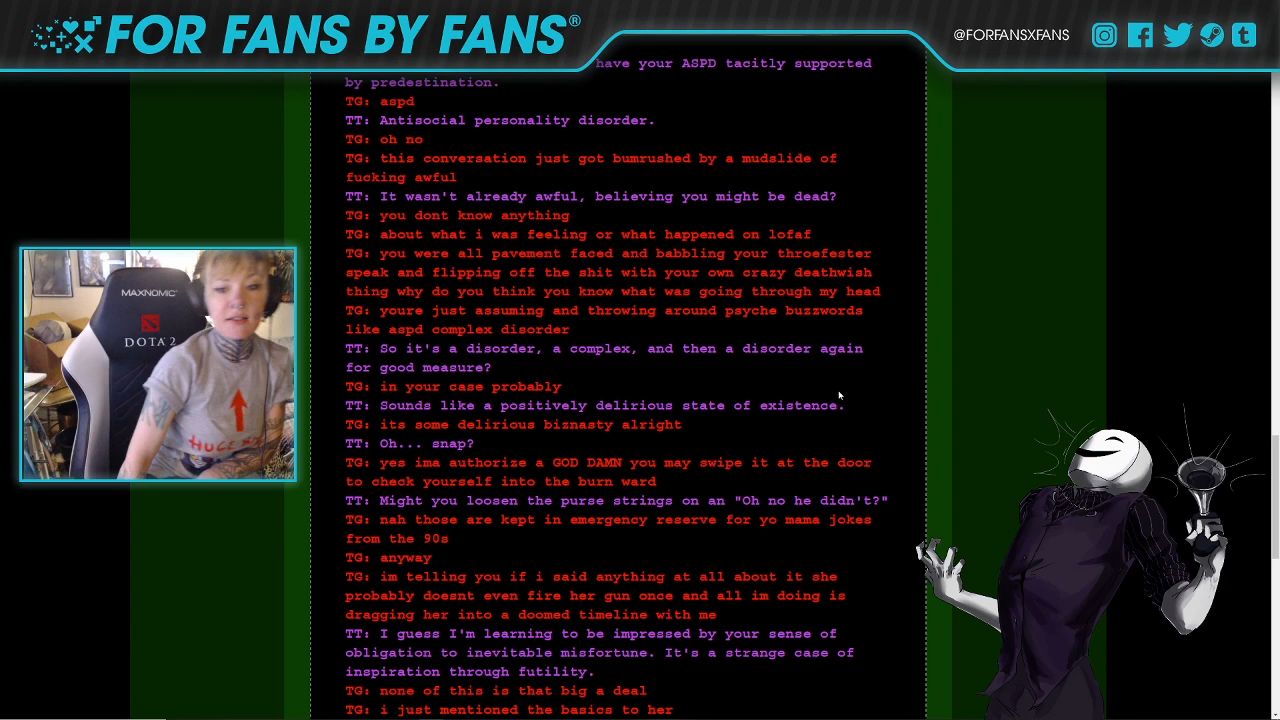 FOR FANS BY FANS®
@FORFANSXFANS
have your ASPD tacitly supported
by predestination.
TG: aspd
TT: Antisocial personality disorder.
TG: oh no
TG: this conversation just got bumrushed by a mudslide of
fucking awful
TT: It wasn't already awful, believing you might be dead?
TG: you dont know anything
TG: about what i was feeling or what happened on lofaf
TG: you were all pavement faced and babbling your throefester
speak and flipping off the shit with your own crazy deathwish
thing why do you think you know what was going through my head
TG: youre just assuming and throwing around psyche buzzwords
like aspd complex disorder
TT: So it's a disorder, a complex, and then a disorder again
for good measure?
TG: in your case probably
TT: Sounds like a positively delirious state of existence.
TG: its some delirious biznasty alright
TT: Oh... snap?
TG: yes ima authorize a GOD DAMN you may swipe it at the door
to check yourself into the burn ward
TT: Might you loosen the purse strings on an "Oh no he didn't?"
TG: nah those are kept in emergency reserve for yo mama jokes
from the 90s
TG: anyway
TG: im telling you if i said anything at all about it she
probably doesnt even fire her gun once and all im doing is
dragging her into a doomed timeline with me
TT: I guess I'm learning to be impressed by your sense of
obligation to inevitable misfortune. It's a strange case of
inspiration through futility.
TG: none of this is that big a deal
TG: i just mentioned the basics to her
MAXNOMIC
DOTA 2
HUGE